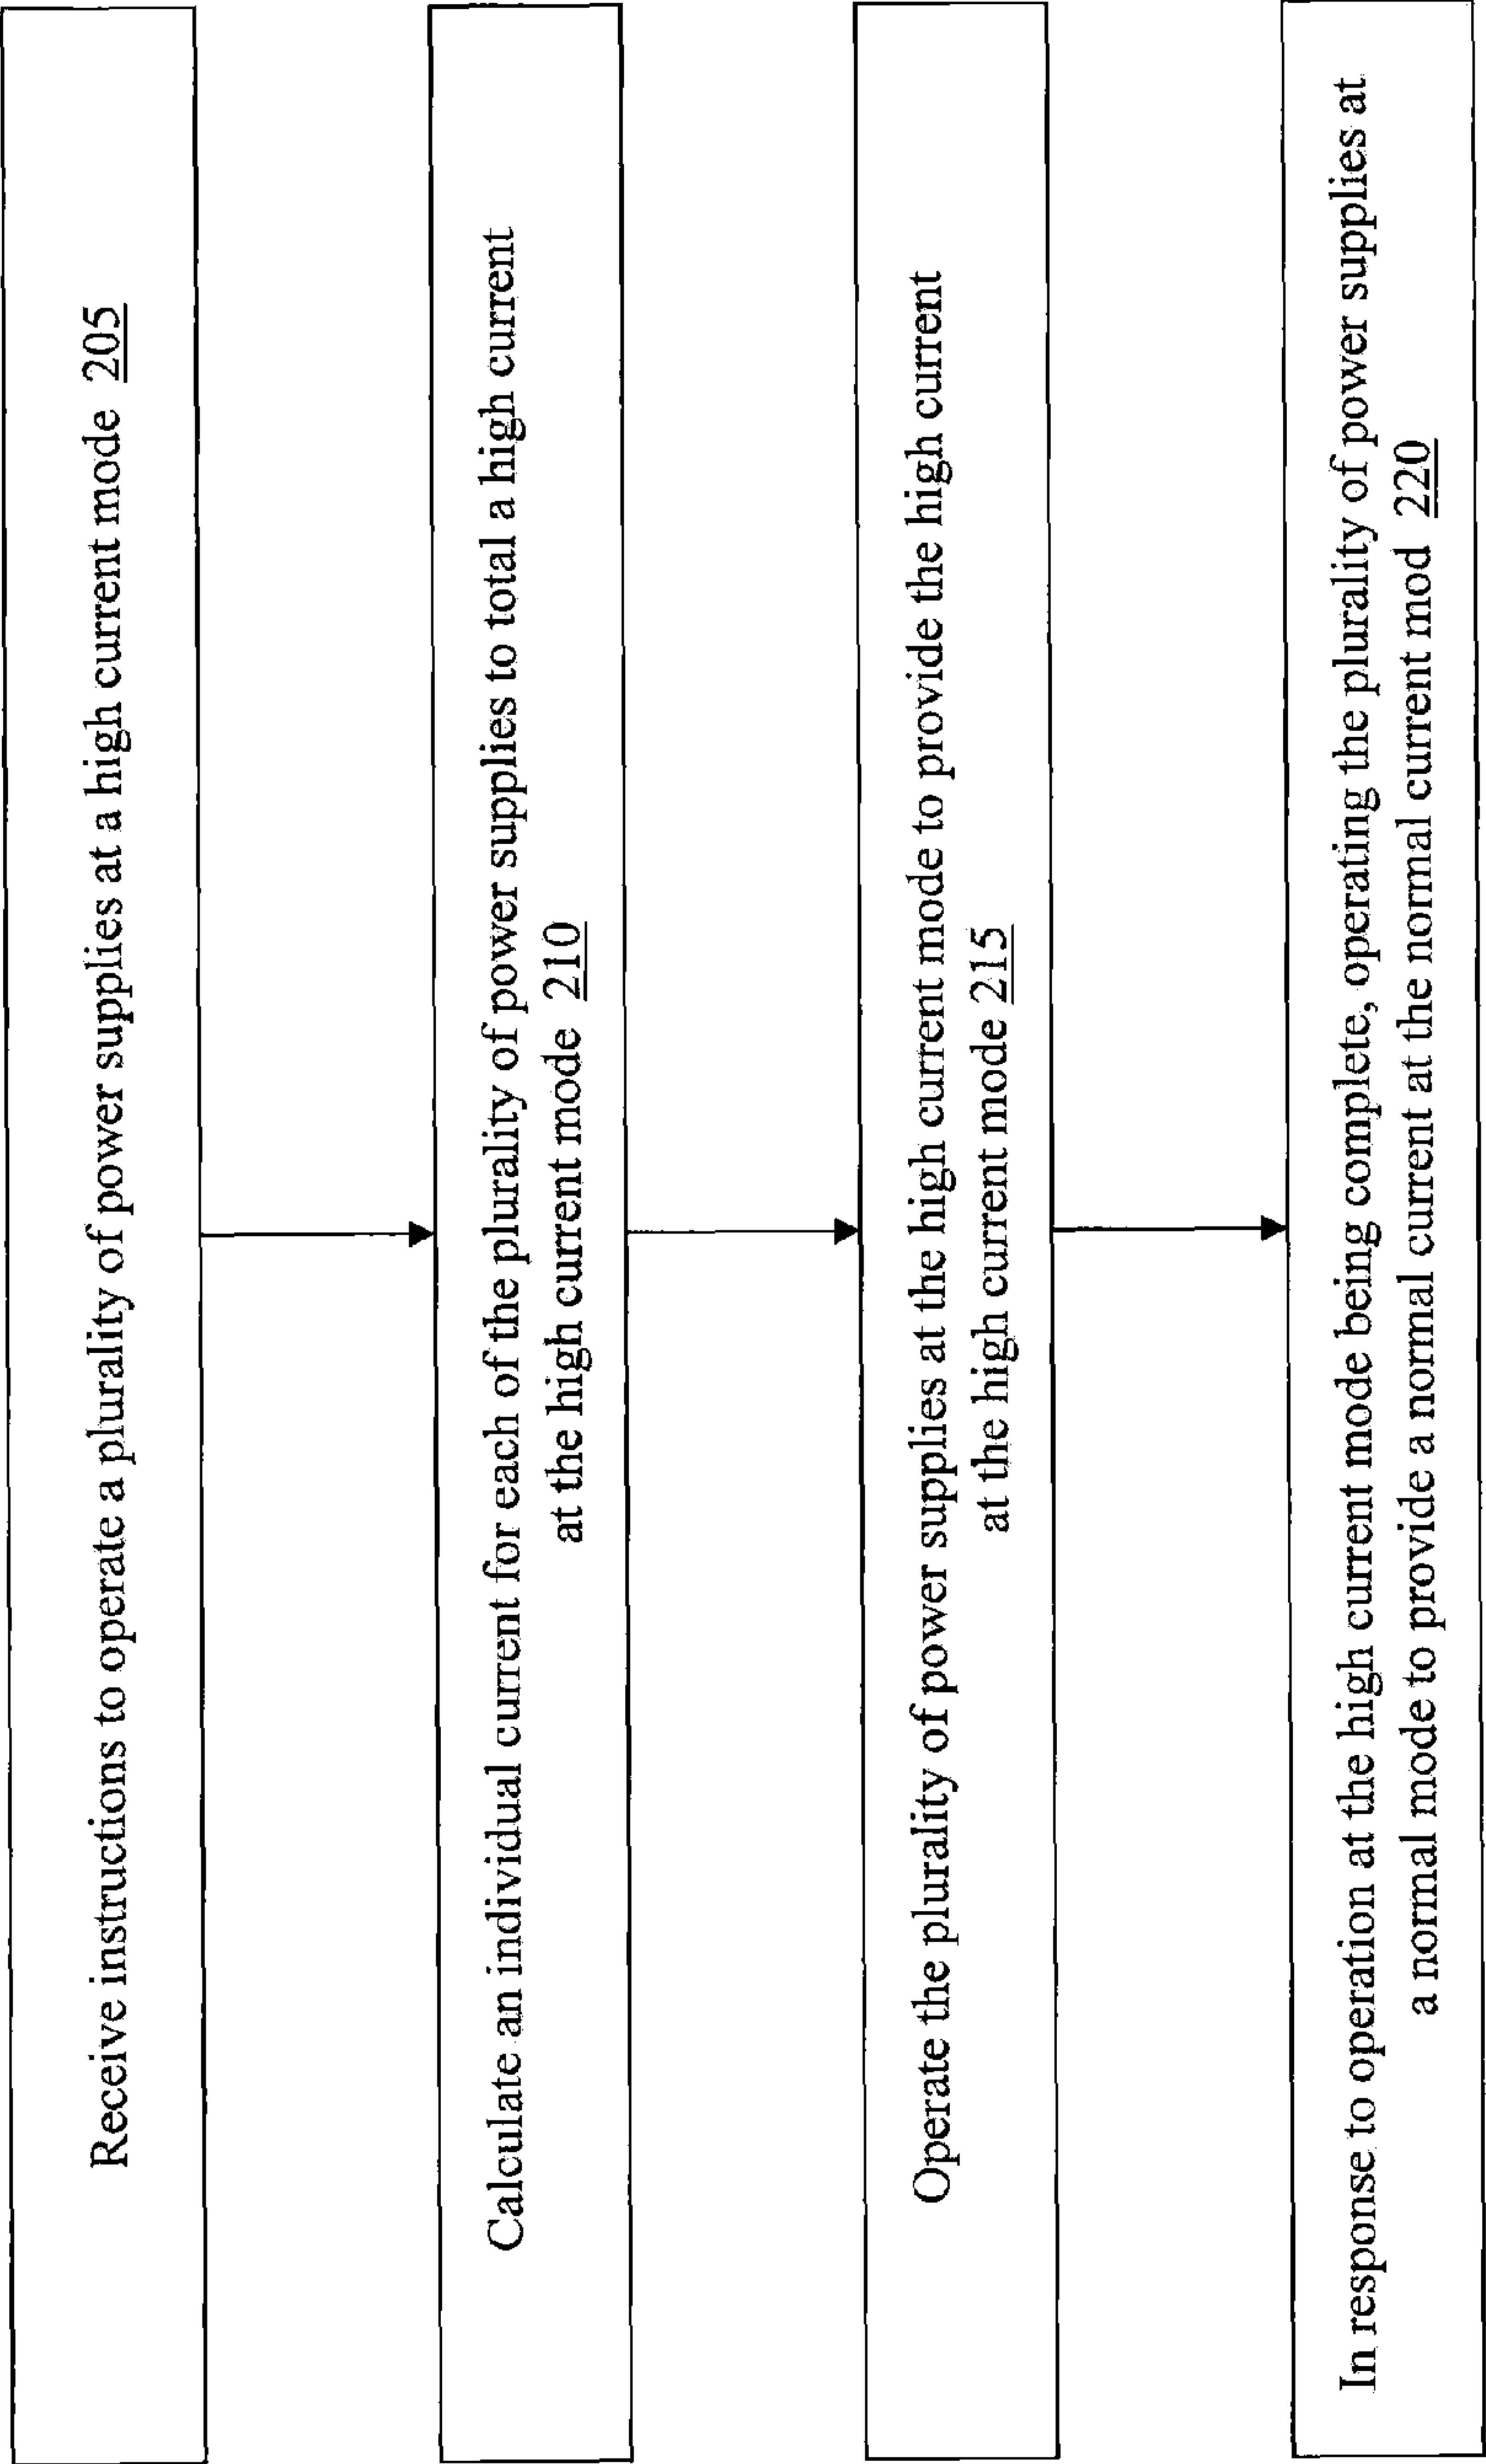 Receive instructions to operate a plurality of power supplies at a high current mode 205
Calculate an individual current for each of the plurality of power supplies to total a high current
at the high current mode 210
Operate the plurality of power supplies at the high current mode to provide the high current
at the high current mode 215
In response to operation at the high current mode being complete, operating the plurality of power supplies at
a normal mode to provide a normal current at the normal current mod 220